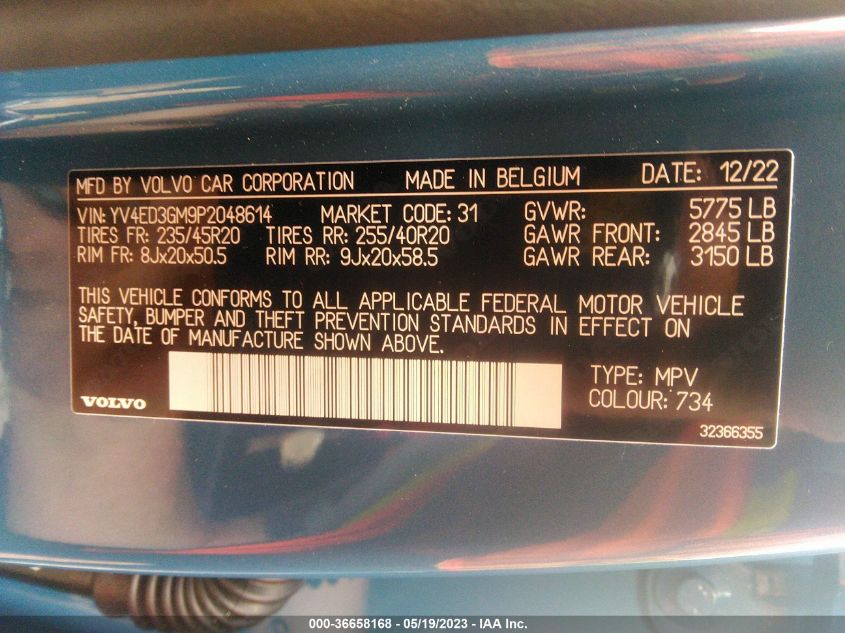 MFD BY VOLVO CAR CORPORATION MADE IN BELGIUM DATE: 12/22
VIN: YV4ED3GM9P2048614 MARKET CODE: 31 GVWR: 5775 LB
TIRES FR: 235/45R20 TIRES RR: 255/40R20 GAWR FRONT: 2845 LB
RIM FR: 8Jx20x50.5 RIM RR: 9Jx20x58.5 GAWR REAR: 3150 LB
THIS VEHICLE CONFORMS TO ALL APPLICABLE FEDERAL MOTOR VEHICLE
SAFETY, BUMPER AND THEFT PREVENTION STANDARDS IN EFFECT ON
THE DATE OF MANUFACTURE SHOWN ABOVE.
TYPE: MPV
VOLVO COLOUR: 734
32366355
000-36658168 - 05/19/2023 - IAA Inc.